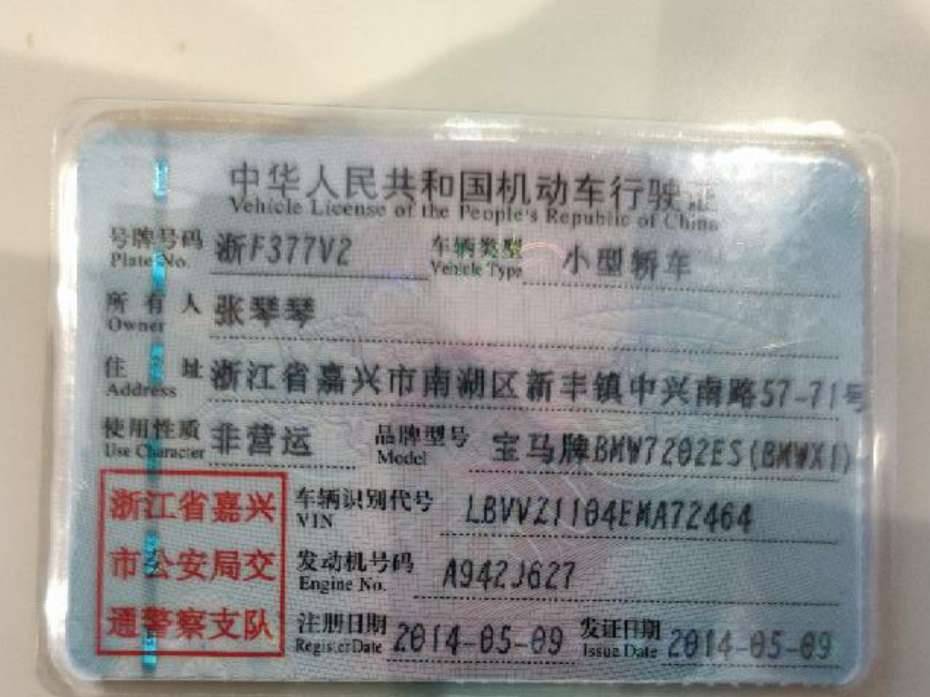 中华人民共和国机动车行驶证
Vehicle License of the People's Republic of China
号牌号码 浙F377V2 车辆类型 小型轿车
Plate No. Vehicle Type
所有人 张琴琴
Owner
住址 浙江省嘉兴市南湖区新丰镇中兴南路57-71号
Address
使用性质 非营运 品牌型号 宝马牌BMW7202ES(BMWX1)
Use Character Model
浙江省嘉兴 车辆识别代号 LBVVZ1104EMA72464
VIN
市公安局交 发动机号码 A942J627
Engine No.
通警察支队 注册日期 2014-05-09 发证日期 2014-05-09
Register Date Issue Date